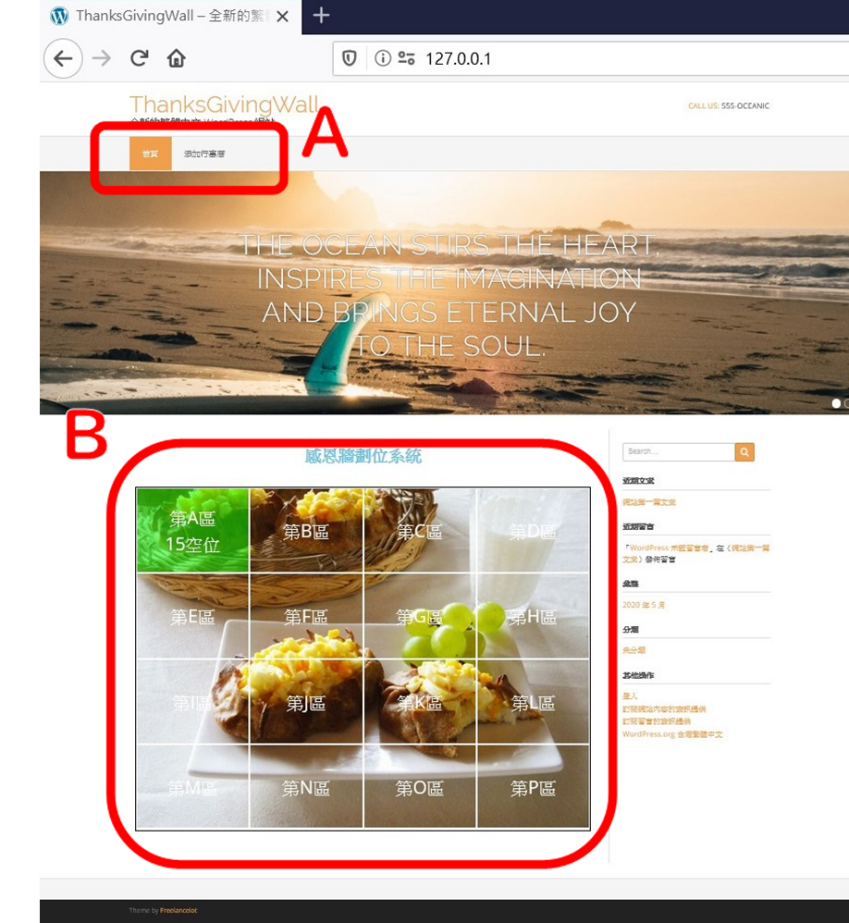 ThanksGivingWall – 全新的繁
127.0.0.1
ThanksGivingWall
全新的繁體中文 WordPress 網站
CALL US: 555-OCEANIC
A
首頁
添加行事曆
THE OCEAN STIRS THE HEART,
INSPIRES THE IMAGINATION
AND BRINGS ETERNAL JOY
TO THE SOUL.
B
感恩牆劃位系統
第A區
15空位
第B區
第C區
第D區
第E區
第F區
第G區
第H區
第I區
第J區
第K區
第L區
第M區
第N區
第O區
第P區
Search...
近期文章
網站第一篇文章
近期留言
「WordPress 示範留言者」在〈網站第一篇
文章〉發佈留言
彙整
2020 年 5 月
分類
未分類
其他操作
登入
訂閱網站內容的資訊提供
訂閱留言的資訊提供
WordPress.org 台灣繁體中文
Theme by Freelancelot